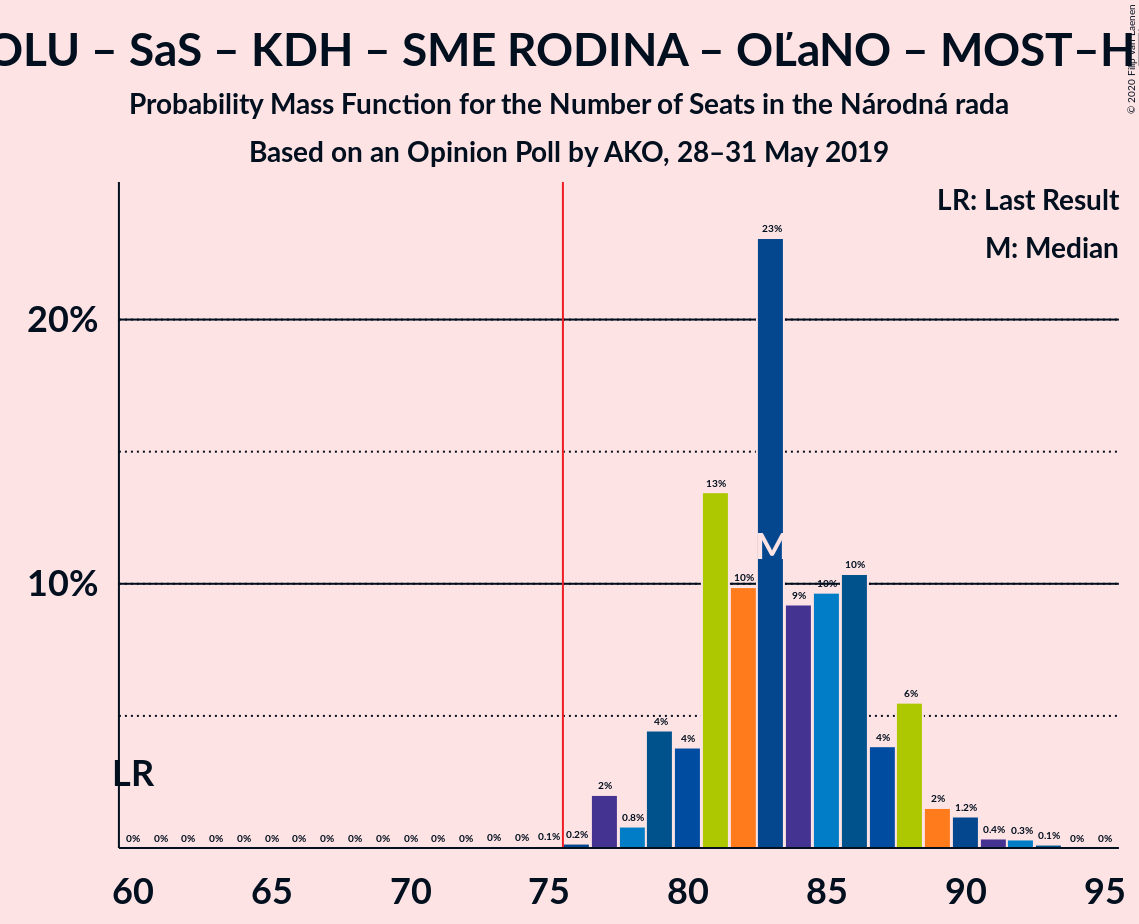 OLU – SaS – KDH – SME RODINA – OĽaNO – MOST–H
Probability Mass Function for the Number of Seats in the Národná rada
Based on an Opinion Poll by AKO, 28–31 May 2019
© 2020 Filip van Laenen
LR: Last Result
M: Median
23%
20%
13%
M
10%
10%
10%
10%
9%
6%
4%
4%
4%
LR
2%
0.8%
2%
1.2%
0% 0% 0% 0% 0% 0% 0% 0% 0% 0% 0% 0% 0% 0% 0% 0.1% 0.2% 0.4% 0.3% 0.1% 0% 0%
60 65 70 75 80 85 90 95